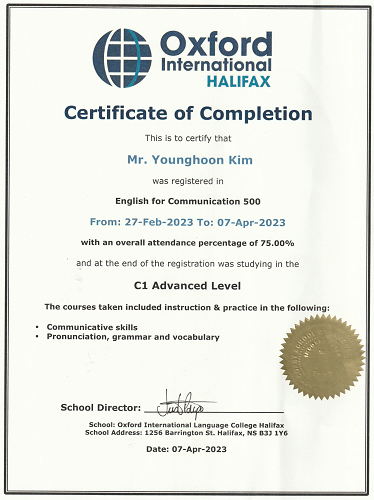 Oxford
International
HALIFAX
Certificate of Completion
This is to certify that
Mr. Younghoon Kim
was registered in
English for Communication 500
From: 27-Feb-2023 To: 07-Apr-2023
with an overall attendance percentage of 75.00%
and at the end of the registration was studying in the
C1 Advanced Level
The courses taken included instruction & practice in the following:
• Communicative skills
• Pronunciation, grammar and vocabulary
School Director:
School: Oxford International Language College Halifax
School Address: 1256 Barrington St. Halifax, NS B3J 1Y6
Date: 07-Apr-2023